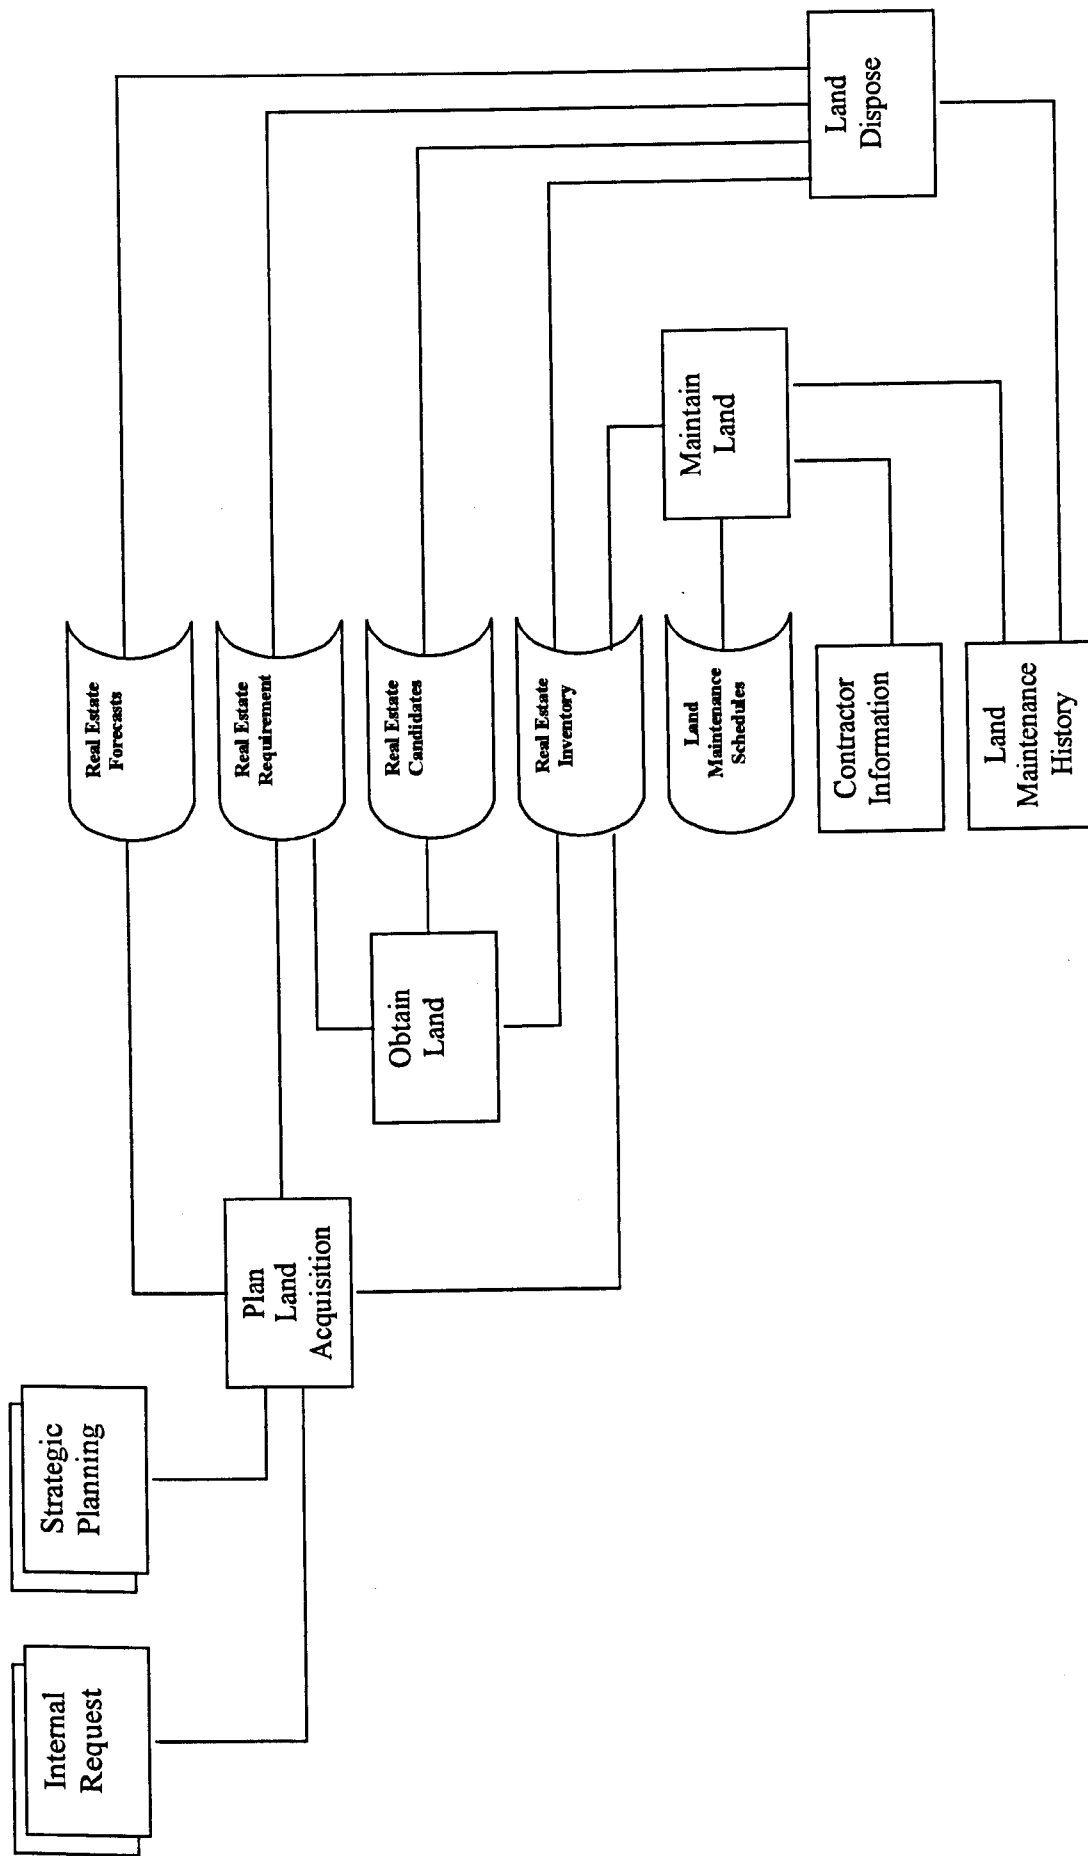 Internal
Request
Strategic
Planning
Plan
Land
Acquisition
Obtain
Land
Real Estate
Forecasts
Real Estate
Requirement
Real Estate
Candidates
Real Estate
Inventory
Land
Maintenance
Schedules
Contractor
Information
Land
Maintenance
History
Maintain
Land
Land
Dispose